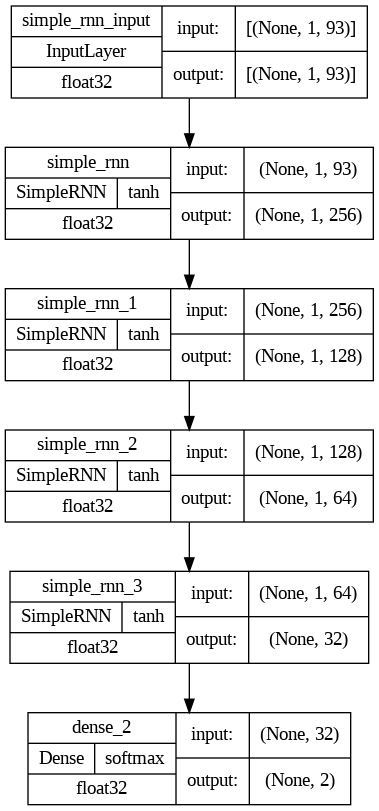 simple_rnn_input input: [(None, 1, 93)]
InputLayer
float32 output: [(None, 1, 93)]
simple_rnn input: (None, 1, 93)
SimpleRNN tanh
float32 output: (None, 1, 256)
simple_rnn_1 input: (None, 1, 256)
SimpleRNN tanh
float32 output: (None, 1, 128)
simple_rnn_2 input: (None, 1, 128)
SimpleRNN tanh
float32 output: (None, 1, 64)
simple_rnn_3 input: (None, 1, 64)
SimpleRNN tanh
float32 output: (None, 32)
dense_2 input: (None, 32)
Dense softmax
float32 output: (None, 2)